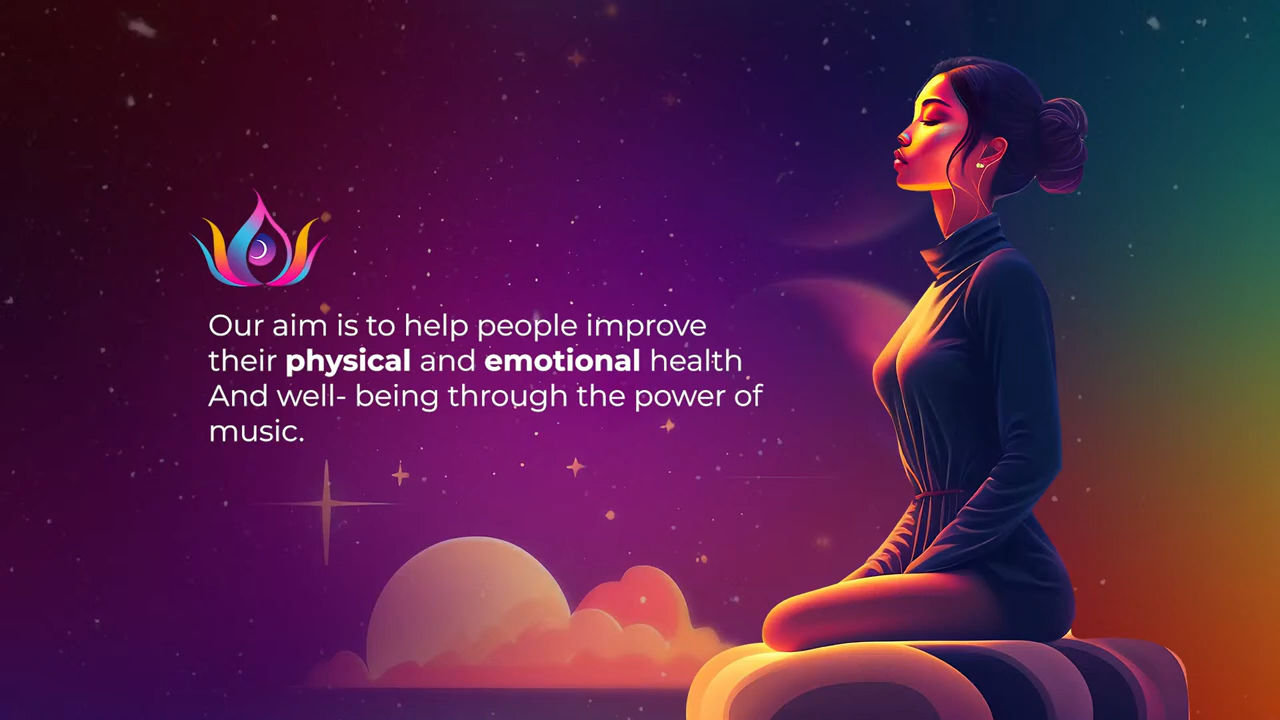 Our aim is to help people improve
their physical and emotional health
And well- being through the power of
music.